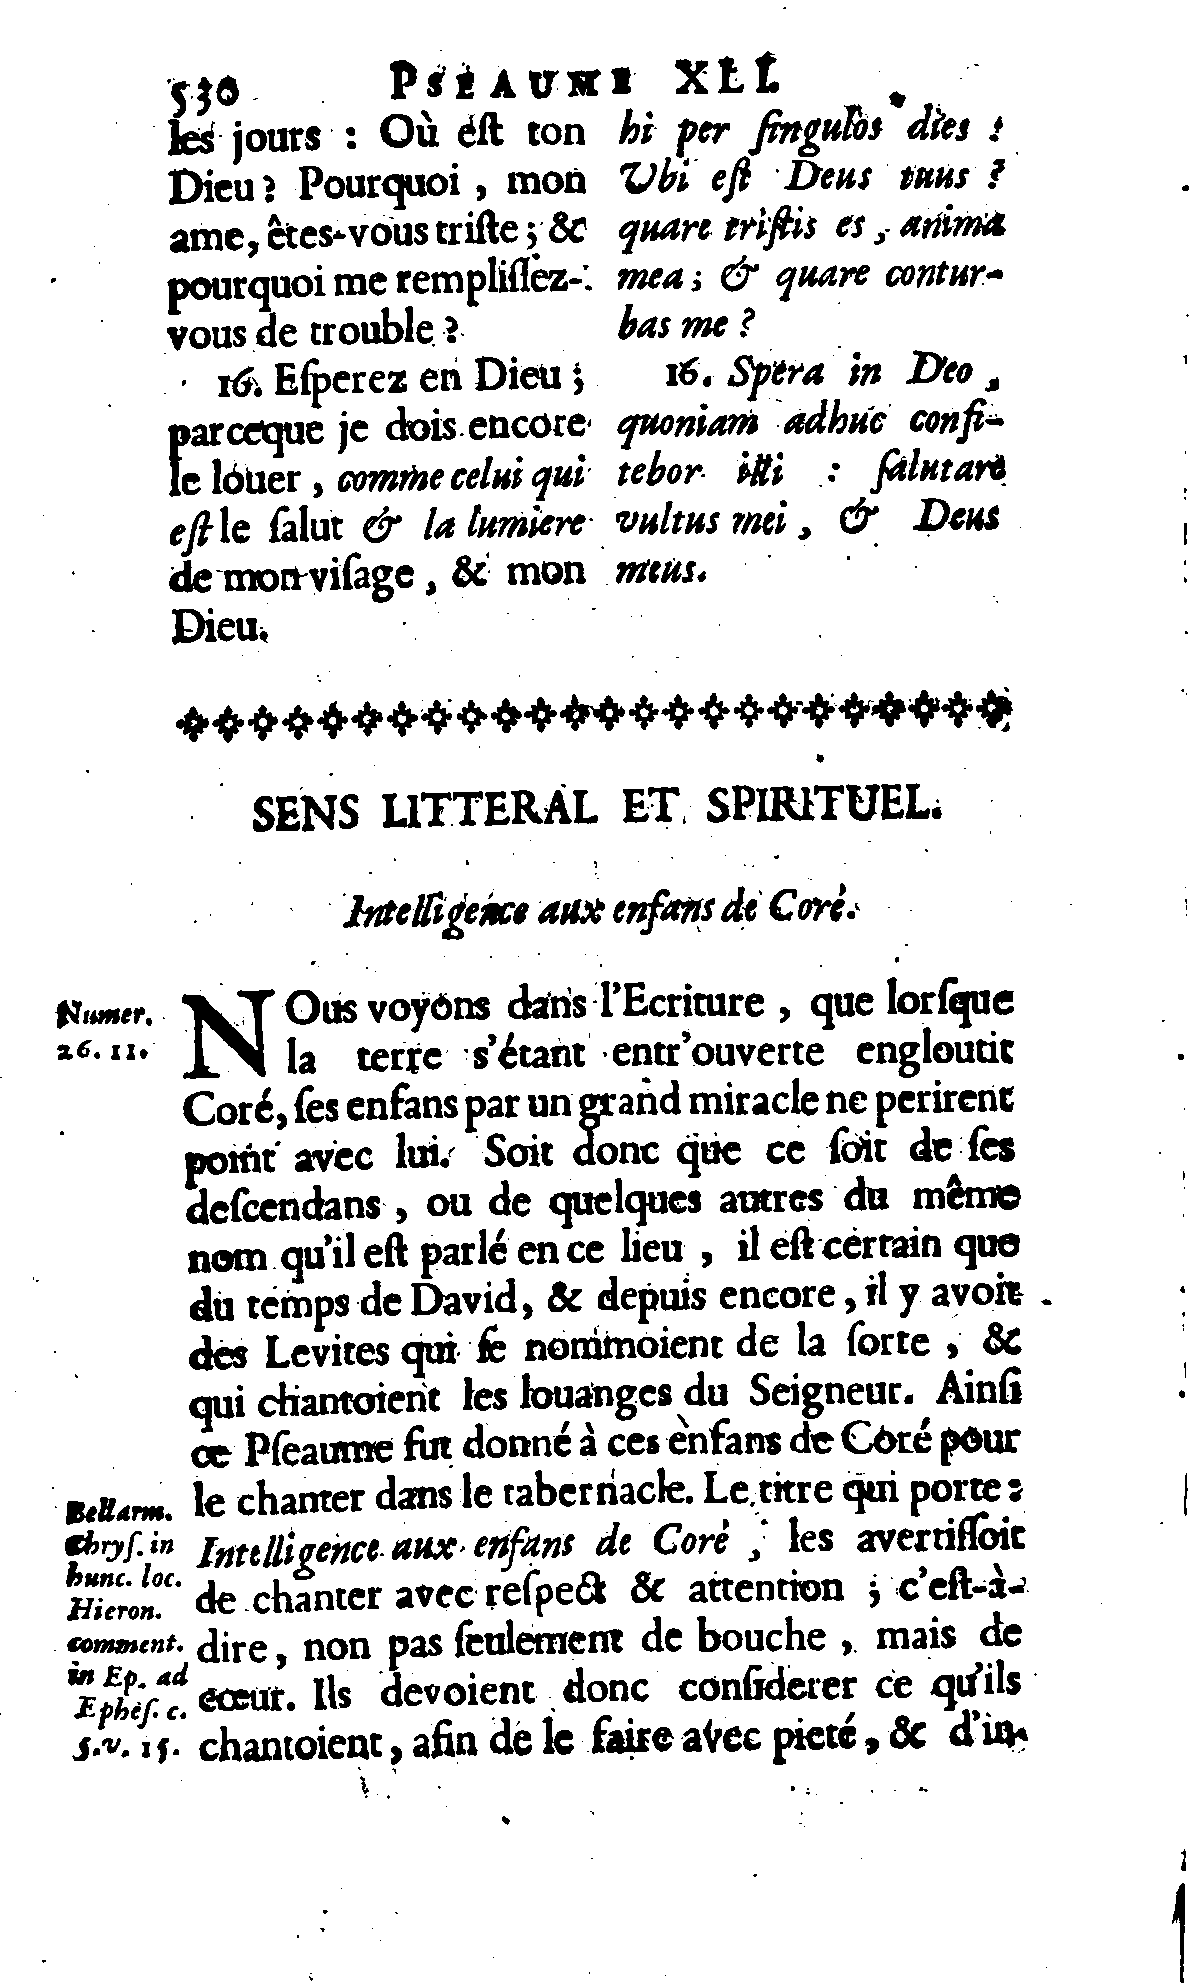 530 PSEAUME XLI.
les jours : Où eſt ton
Dieu ? Pourquoi , mon
ame, êtes-vous triſte ; &
pourquoi me rempliſſez-
vous de trouble ?
16. Eſperez en Dieu ;
parceque je dois encore
le louer , comme celui qui
eſt le ſalut & la lumiere
de mon viſage , & mon
Dieu.
hi per ſingulos dies :
Ubi eſt Deus tuus ?
quare triſtis es , anima
mea ; & quare contur-
bas me ?
16. Spera in Deo ,
quoniam adhuc confi-
tebor illi : ſalutare
vultus mei , & Deus
meus.
SENS LITTERAL ET SPIRITUEL.
Intelligence aux enfans de Coré.
Numer.
26. 11.
NOus voyons dans l'Ecriture , que lorſque
la terre s'étant entr'ouverte engloutit
Coré, ſes enfans par un grand miracle ne perirent
point avec lui. Soit donc que ce ſoit de ſes
deſcendans , ou de quelques autres du même
nom qu'il eſt parlé en ce lieu , il eſt certain que
du temps de David, & depuis encore, il y avoit
des Levites qui ſe nommoient de la ſorte , &
qui chantoient les louanges du Seigneur. Ainſi
ce Pſeaume fut donné à ces enfans de Coré pour
le chanter dans le tabernacle. Le titre qui porte :
Intelligence aux enfans de Coré , les avertiſſoit
de chanter avec reſpect & attention ; c'eſt-à-
dire, non pas ſeulement de bouche , mais de
cœur. Ils devoient donc conſiderer ce qu'ils
chantoient, afin de le faire avec pieté, & d'in-
Bellarm.
Chryſ. in
hunc. loc.
Hieron.
comment.
in Ep. ad
Epheſ. c.
5. v. 15.